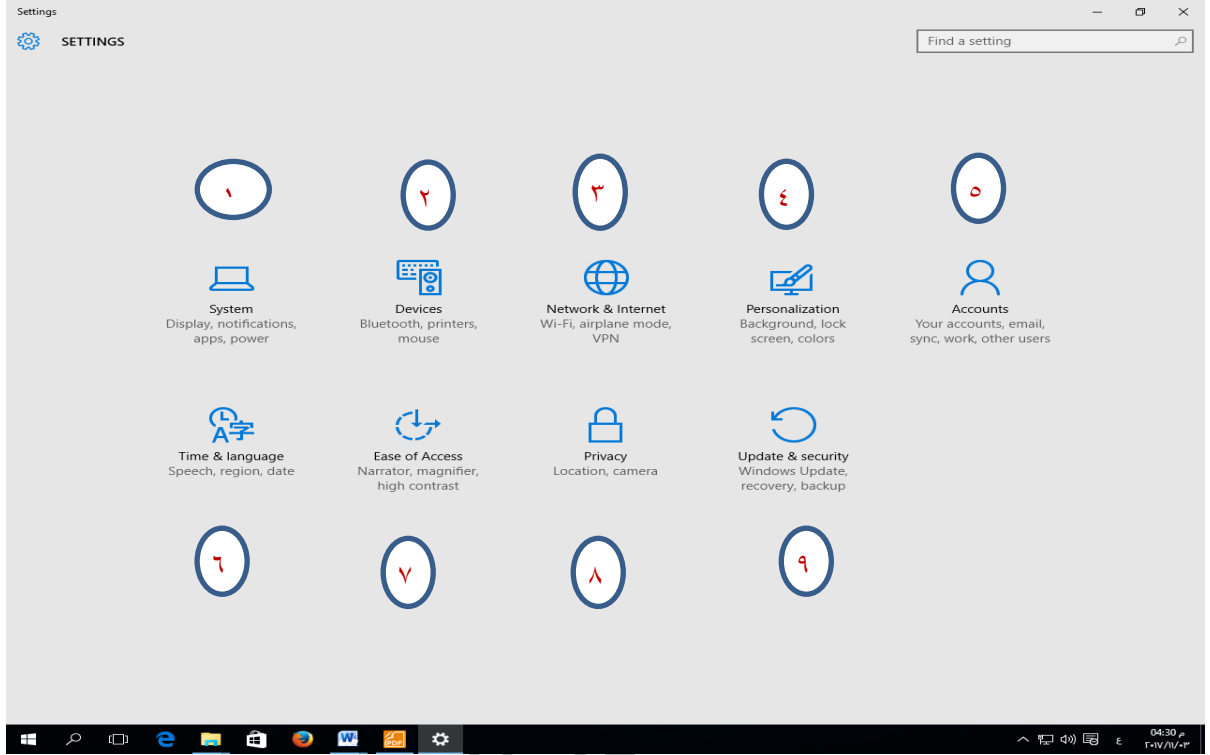 Settings
SETTINGS
Find a setting
١ ٢ ٣ ٤ ٥
System
Display, notifications,
apps, power
Devices
Bluetooth, printers,
mouse
Network & Internet
Wi-Fi, airplane mode,
VPN
Personalization
Background, lock
screen, colors
Accounts
Your accounts, email,
sync, work, other users
Time & language
Speech, region, date
Ease of Access
Narrator, magnifier,
high contrast
Privacy
Location, camera
Update & security
Windows Update,
recovery, backup
٦ ٧ ٨ ٩
ع
04:30 م
٢٠١٧/١١/٠٣